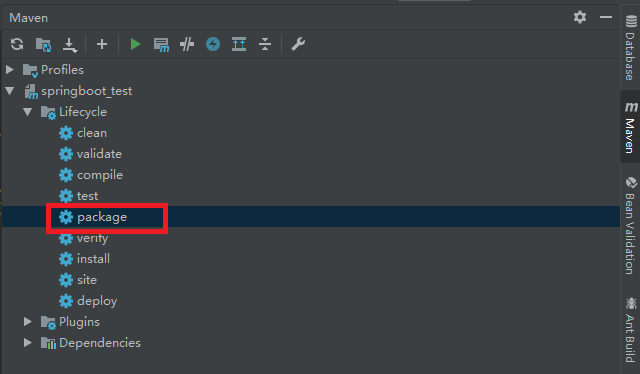 Maven
Profiles
springboot_test
Lifecycle
clean
validate
compile
test
package
verify
install
site
deploy
Plugins
Dependencies
Database
Maven
Bean Validation
Ant Build